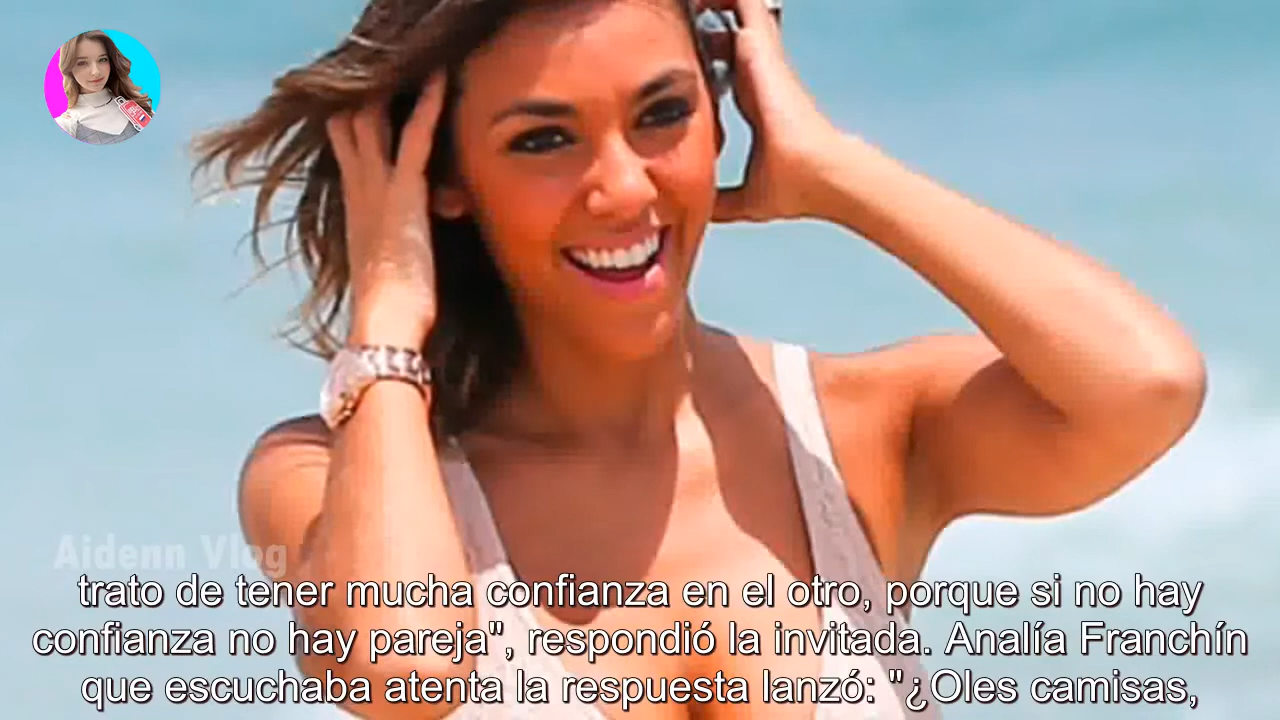 Aidenn Vlog
trato de tener mucha confianza en el otro, porque si no hay
confianza no hay pareja", respondió la invitada. Analía Franchín
que escuchaba atenta la respuesta lanzó: "¿Oles camisas,